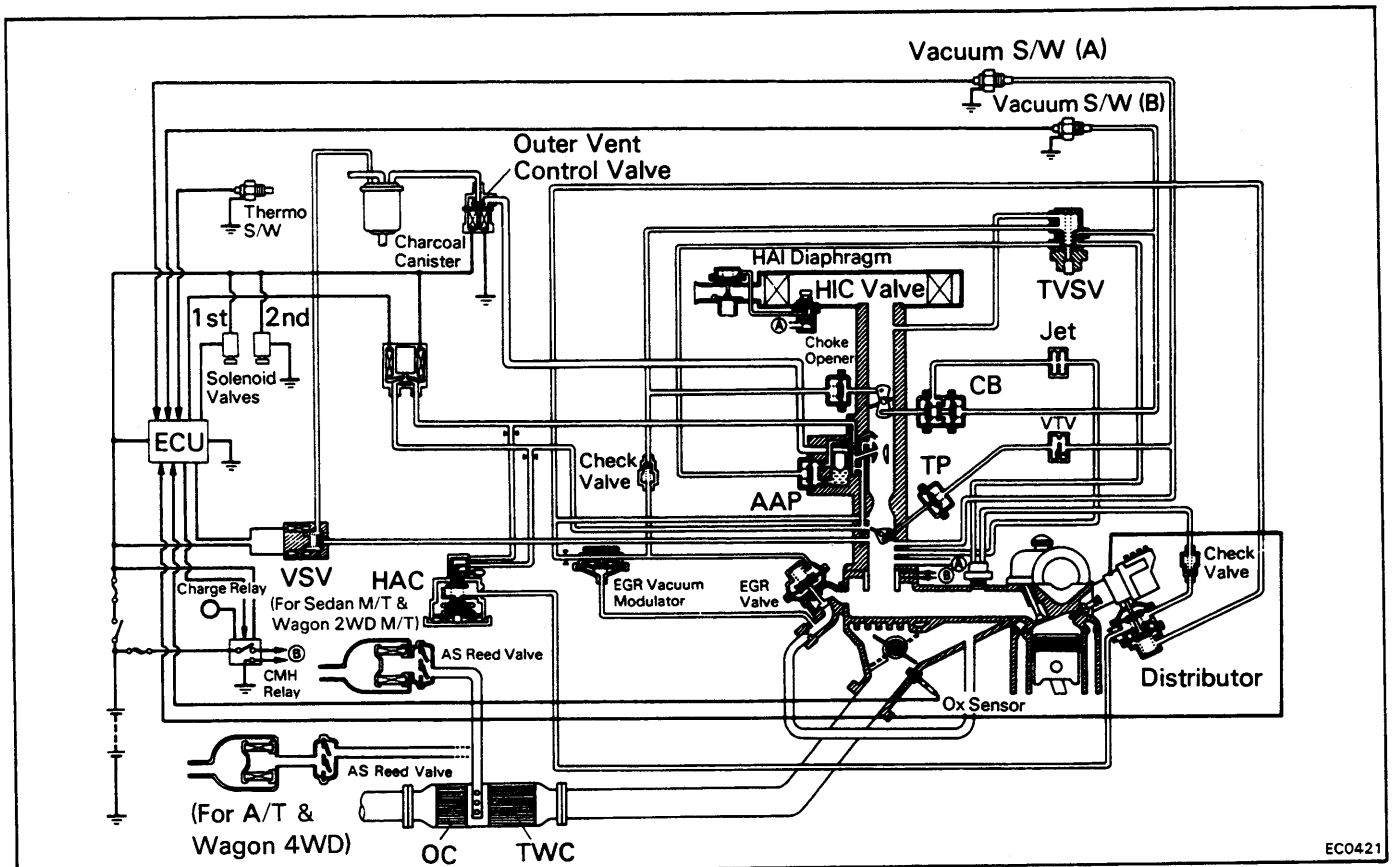 Vacuum S/W (A)
Vacuum S/W (B)
Outer Vent
Control Valve
Thermo
S/W
Charcoal
Canister
HAI Diaphragm
HIC Valve
TVSV
1st
2nd
A
Choke
Opener
Jet
Solenoid
Valves
CB
ECU
VTV
Check
Valve
TP
AAP
VSV
HAC
(For Sedan M/T &
Wagon 2WD M/T)
EGR Vacuum
Modulator
EGR
Valve
A
B
Check
Valve
Charge Relay
B
CMH
Relay
AS Reed Valve
Distributor
Ox Sensor
AS Reed Valve
(For A/T &
Wagon 4WD)
OC
TWC
EC0421